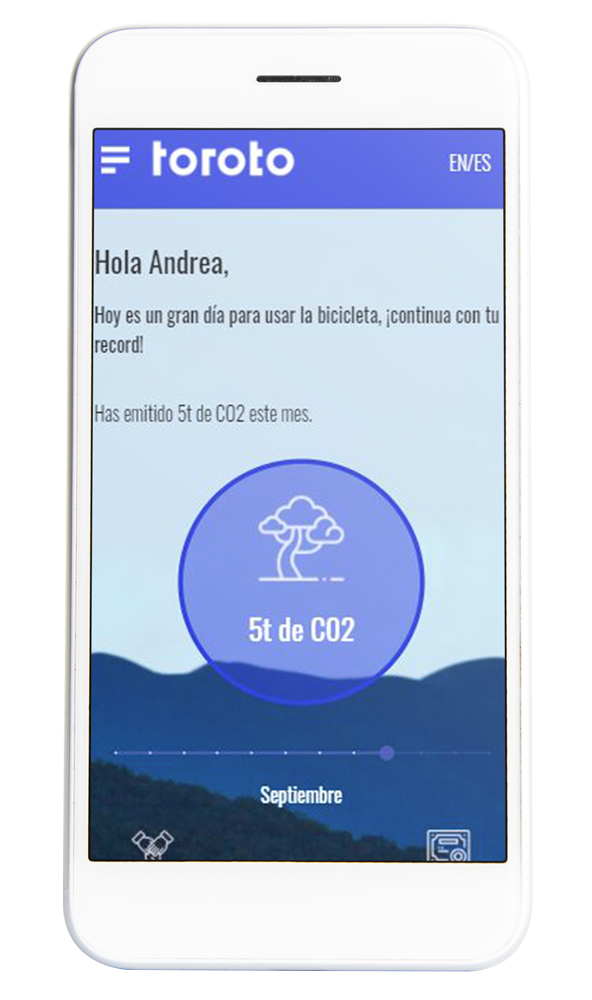 toroto
EN/ES
Hola Andrea,
Hoy es un gran día para usar la bicicleta, ¡continua con tu
record!
Has emitido 5t de CO2 este mes.
5t de CO2
Septiembre